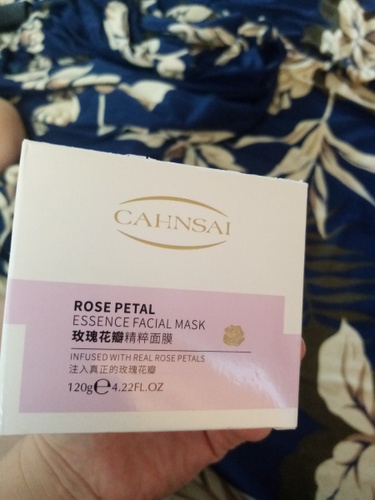 CAHNSAI
ROSE PETAL
ESSENCE FACIAL MASK
玫瑰花瓣精粹面膜
INFUSED WITH REAL ROSE PETALS
注入真正的玫瑰花瓣
120g℮4.22FL.OZ